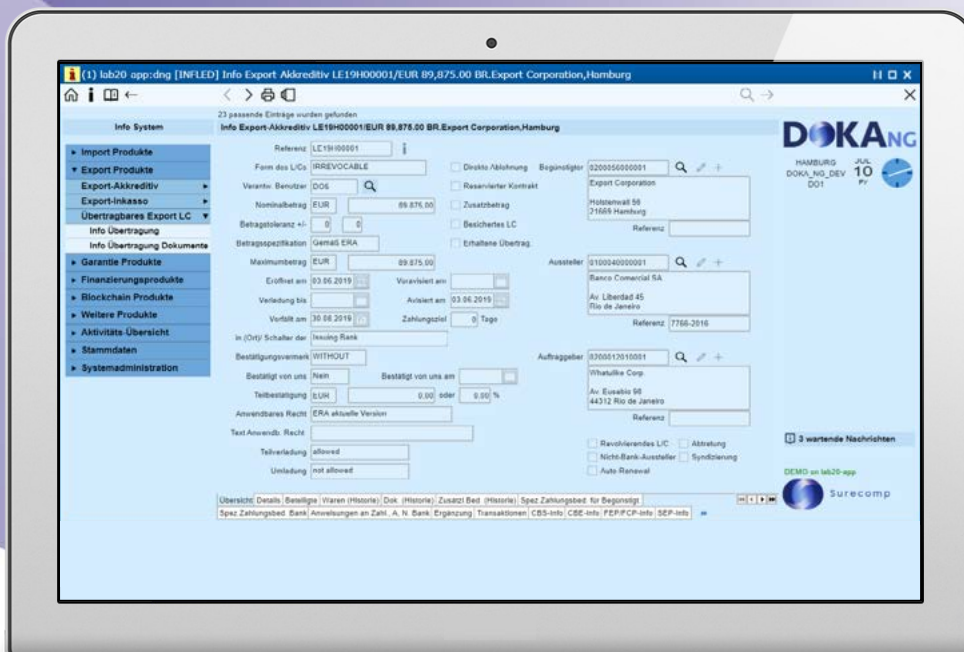 (1) lab20 app:dng [INFLED] Info Export Akkreditiv LE19H00001/EUR 89,875.00 BR.Export Corporation,Hamburg
23 passende Einträge wurden gefunden
Info System
Info Export-Akkreditiv LE19H00001/EUR 89,875.00 BR.Export Corporation,Hamburg
Import Produkte
Export Produkte
Export-Akkreditiv
Export-Inkasso
Übertragbares Export LC
Info Übertragung
Info Übertragung Dokumente
Garantie Produkte
Finanzierungsprodukte
Blockchain Produkte
Weitere Produkte
Aktivitäts-Übersicht
Stammdaten
Systemadministration
Referenz LE19H00001
Form des L/Cs IRREVOCABLE
Verantw. Benutzer DO6
Nominalbetrag EUR 89.875,00
Betragstoleranz +/- 0 0
Betragsspezifikation Gemäß ERA
Maximumbetrag EUR 89.875,00
Eröffnet am 03.06.2019 Voravisiert am
Verladung bis Avisiert am 03.06.2019
Verfällt am 30.08.2019 Zahlungsziel 0 Tage
in (Ort)/ Schalter der Issuing Bank
Bestätigungsvermerk WITHOUT
Bestätigt von uns Nein Bestätigt von uns am
Teilbestätigung EUR 0,00 oder 0,00 %
Anwendbares Recht ERA aktuelle Version
Text Anwendb. Recht
Teilverladung allowed
Umladung not allowed
Direkte Ablehnung
Reservierter Kontrakt
Zusatzbetrag
Besichertes LC
Erhaltene Übertrag.
Begünstigter 0200056000001
Export Corporation
Holstenwall 56
21669 Hamburg
Referenz
Aussteller 0100040000001
Banco Comercial SA
Av. Liberdad 45
Rio de Janeiro
Referenz 7766-2016
Auftraggeber 0200012010001
Whatulike Corp.
Av. Eusabio 98
44312 Rio de Janeiro
Referenz
Revolvierendes L/C Abtretung
Nicht-Bank-Aussteller Syndizierung
Auto Renewal
Übersicht Details Beteiligte Waren (Historie) Dok. (Historie) Zusatzl Bed. (Historie) Spez Zahlungsbed. für Begünstigt.
Spez Zahlungsbed. Bank Anweisungen an Zahl., A, N. Bank Ergänzung Transaktionen CBS-Info CBE-Info FEP/FCP-Info SEP-Info
DOKA NG
HAMBURG
DOKA_NG_DEV
DO1
JUL
10
Fr
3 wartende Nachrichten
DEMO on lab20-app
Surecomp